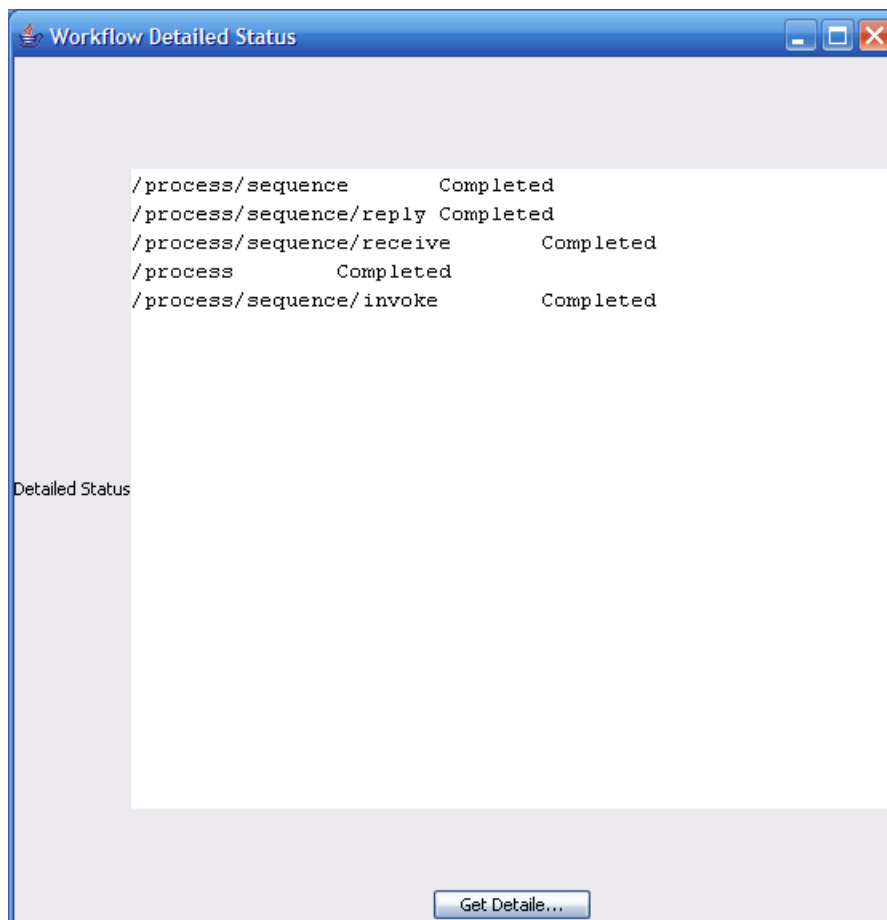 Workflow Detailed Status
/process/sequence Completed
/process/sequence/reply Completed
/process/sequence/receive Completed
/process Completed
/process/sequence/invoke Completed
Detailed Status
Get Detaile...